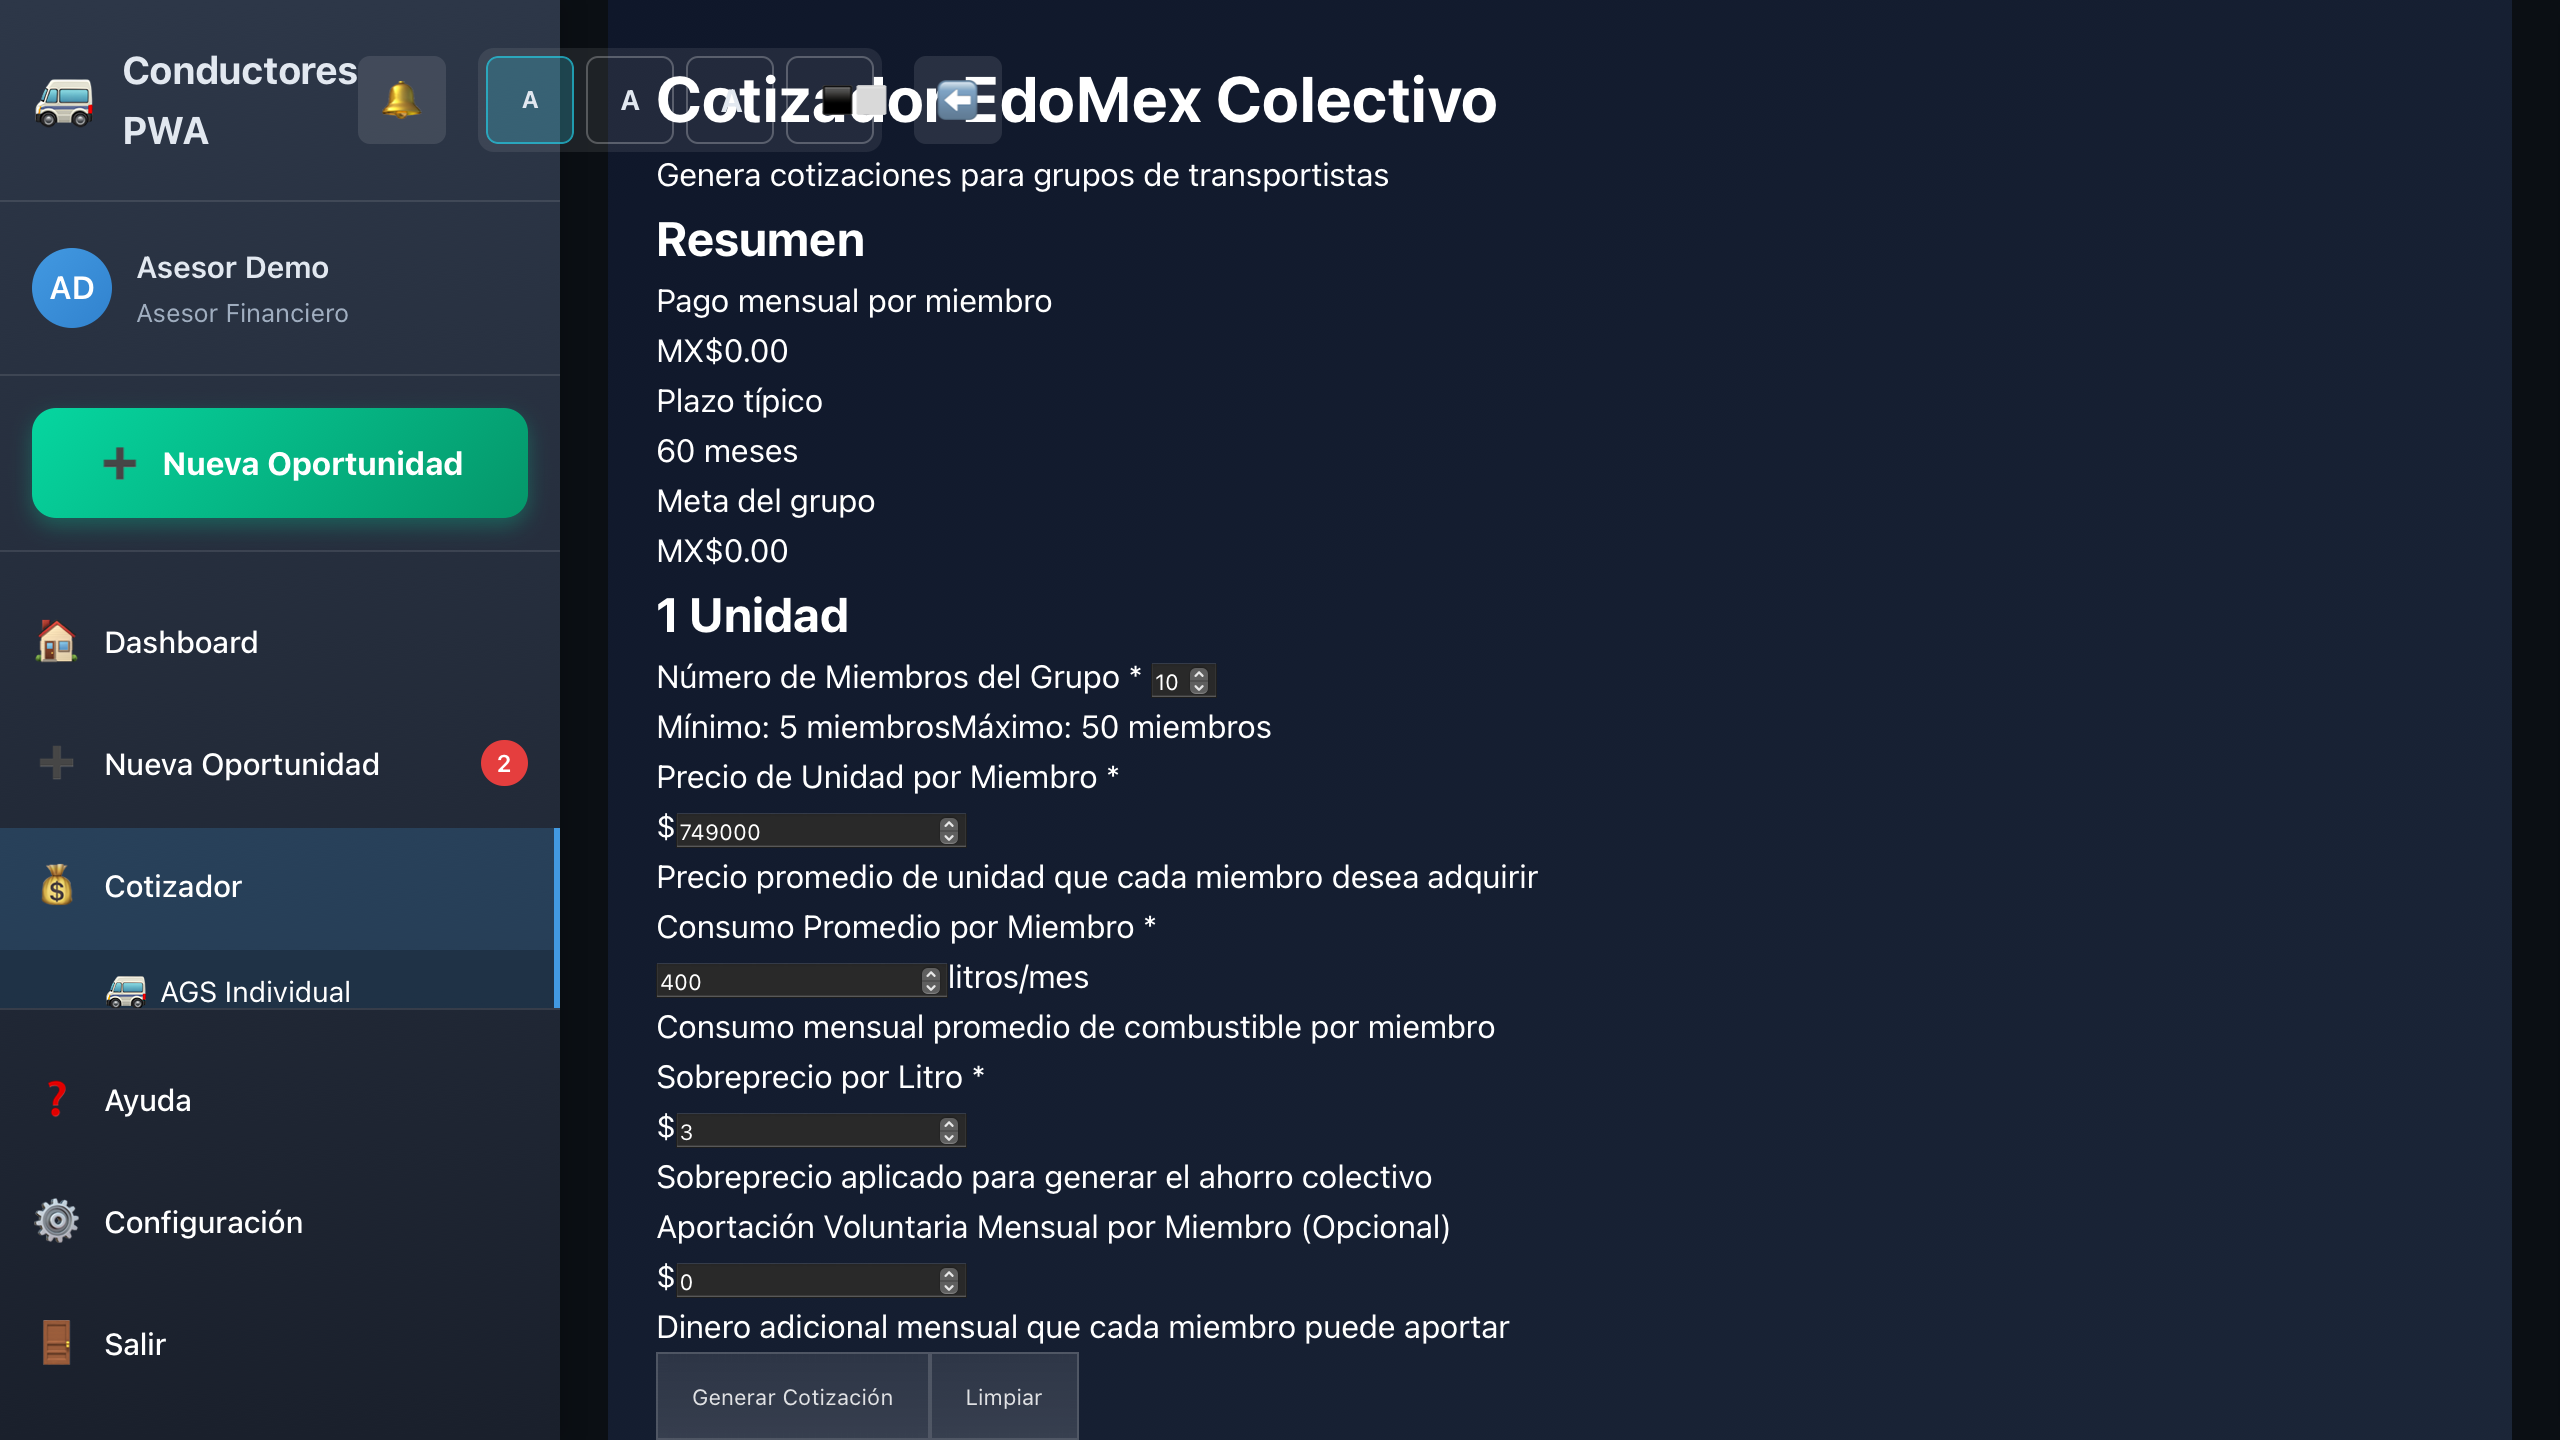 Conductores
PWA
A
A
A
Asesor Demo
AD
Asesor Financiero
Nueva Oportunidad
Dashboard
Nueva Oportunidad
2
Cotizador
AGS Individual
Ayuda
Configuración
Salir
Cotizador EdoMex Colectivo
Genera cotizaciones para grupos de transportistas
Resumen
Pago mensual por miembro
MX$0.00
Plazo típico
60 meses
Meta del grupo
MX$0.00
1 Unidad
Número de Miembros del Grupo * 10
Mínimo: 5 miembrosMáximo: 50 miembros
Precio de Unidad por Miembro *
$ 749000
Precio promedio de unidad que cada miembro desea adquirir
Consumo Promedio por Miembro *
400 litros/mes
Consumo mensual promedio de combustible por miembro
Sobreprecio por Litro *
$ 3
Sobreprecio aplicado para generar el ahorro colectivo
Aportación Voluntaria Mensual por Miembro (Opcional)
$ 0
Dinero adicional mensual que cada miembro puede aportar
Generar Cotización
Limpiar